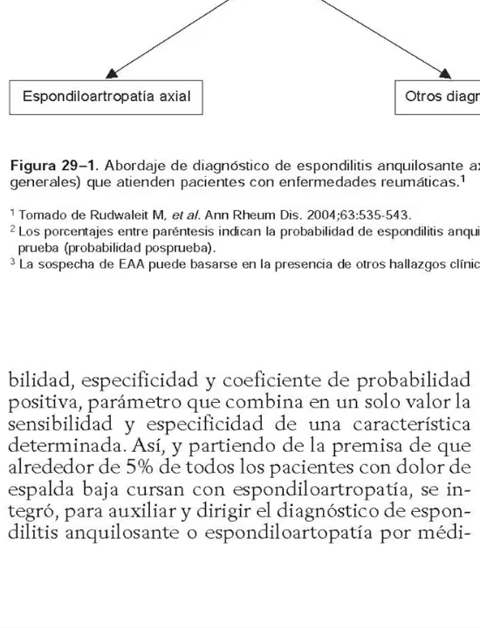 Espondiloartropatía axial
Otros diagn
Figura 29–1. Abordaje de diagnóstico de espondilitis anquilosante a
generales) que atienden pacientes con enfermedades reumáticas.¹
¹ Tomado de Rudwaleit M, et al. Ann Rheum Dis. 2004;63:535-543.
² Los porcentajes entre paréntesis indican la probabilidad de espondilitis anqui
prueba (probabilidad posprueba).
³ La sospecha de EAA puede basarse en la presencia de otros hallazgos clínic
bilidad, especificidad y coeficiente de probabilidad
positiva, parámetro que combina en un solo valor la
sensibilidad y especificidad de una característica
determinada. Así, y partiendo de la premisa de que
alrededor de 5% de todos los pacientes con dolor de
espalda baja cursan con espondiloartropatía, se in-
tegró, para auxiliar y dirigir el diagnóstico de espon-
dilitis anquilosante o espondiloartopatía por médi-